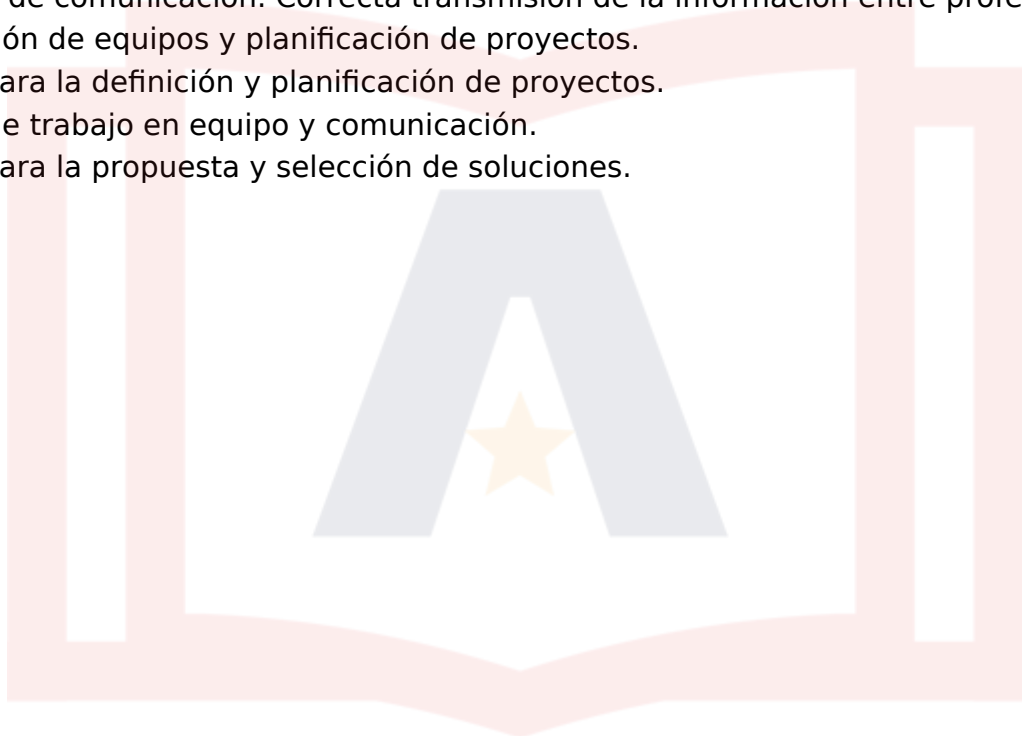 de comunicación. Correcta transmisión de la información entre profe
ón de equipos y planificación de proyectos.
ara la definición y planificación de proyectos.
e trabajo en equipo y comunicación.
ara la propuesta y selección de soluciones.